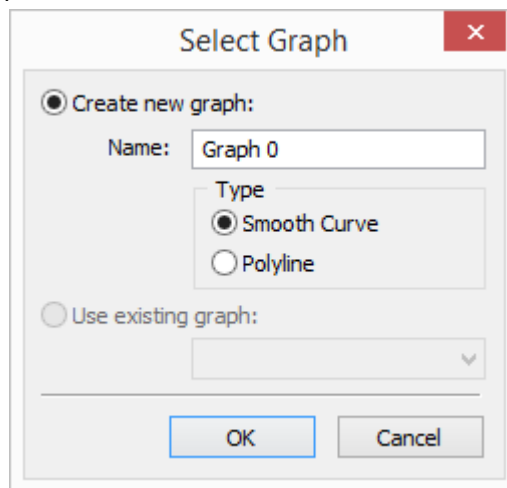 Select Graph
Create new graph:
Name: Graph 0
Type
Smooth Curve
Polyline
Use existing graph:
OK Cancel